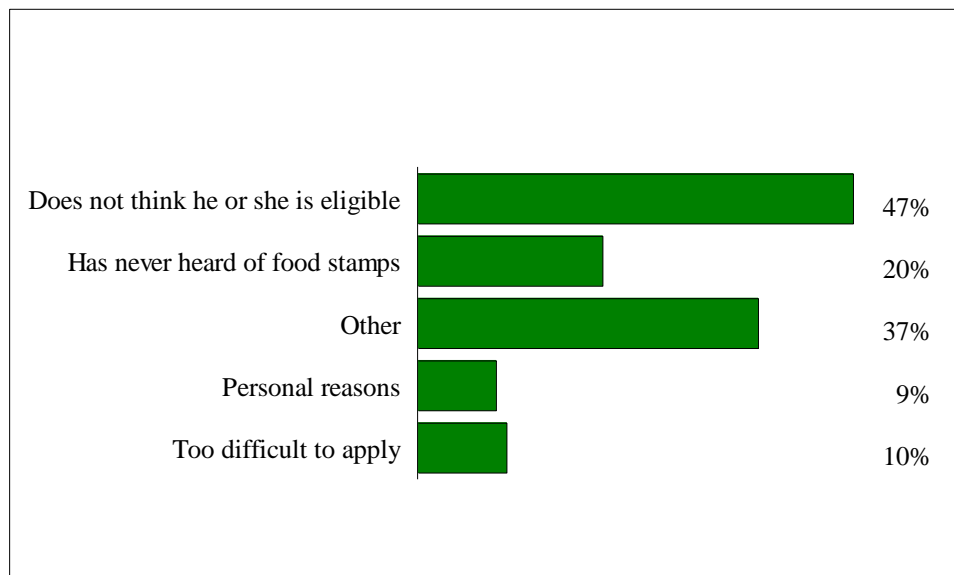 Does not think he or she is eligible 47%
Has never heard of food stamps 20%
Other 37%
Personal reasons 9%
Too difficult to apply 10%